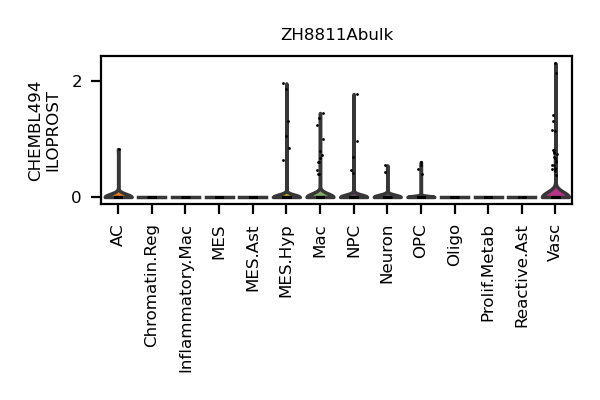 ZH8811Abulk
CHEMBL494
ILOPROST
2
0
AC
Chromatin.Reg
Inflammatory.Mac
MES
MES.Ast
MES.Hyp
Mac
NPC
Neuron
OPC
Oligo
Prolif.Metab
Reactive.Ast
Vasc